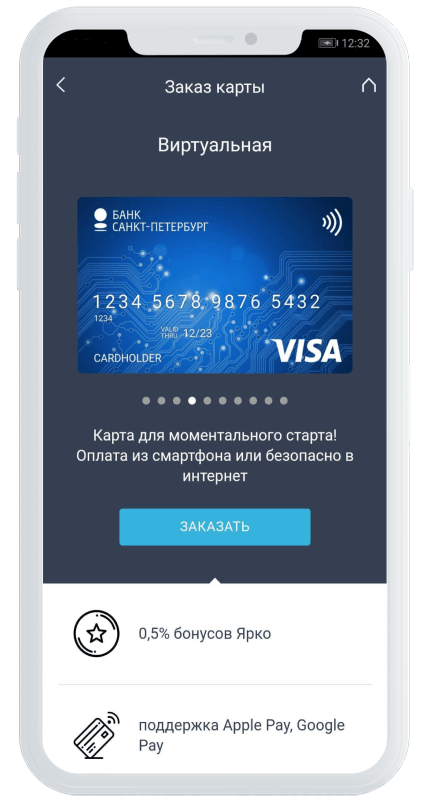 12:32
Заказ карты
Виртуальная
БАНК
САНКТ-ПЕТЕРБУРГ
1234 5678 9876 5432
1234
VALID
THRU 12/23
CARDHOLDER
VISA
Карта для моментального старта!
Оплата из смартфона или безопасно в
интернет
ЗАКАЗАТЬ
0,5% бонусов Ярко
поддержка Apple Pay, Google
Pay